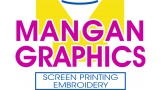 MANGAN
GRAPHICS
SCREEN PRINTING
EMBROIDERY